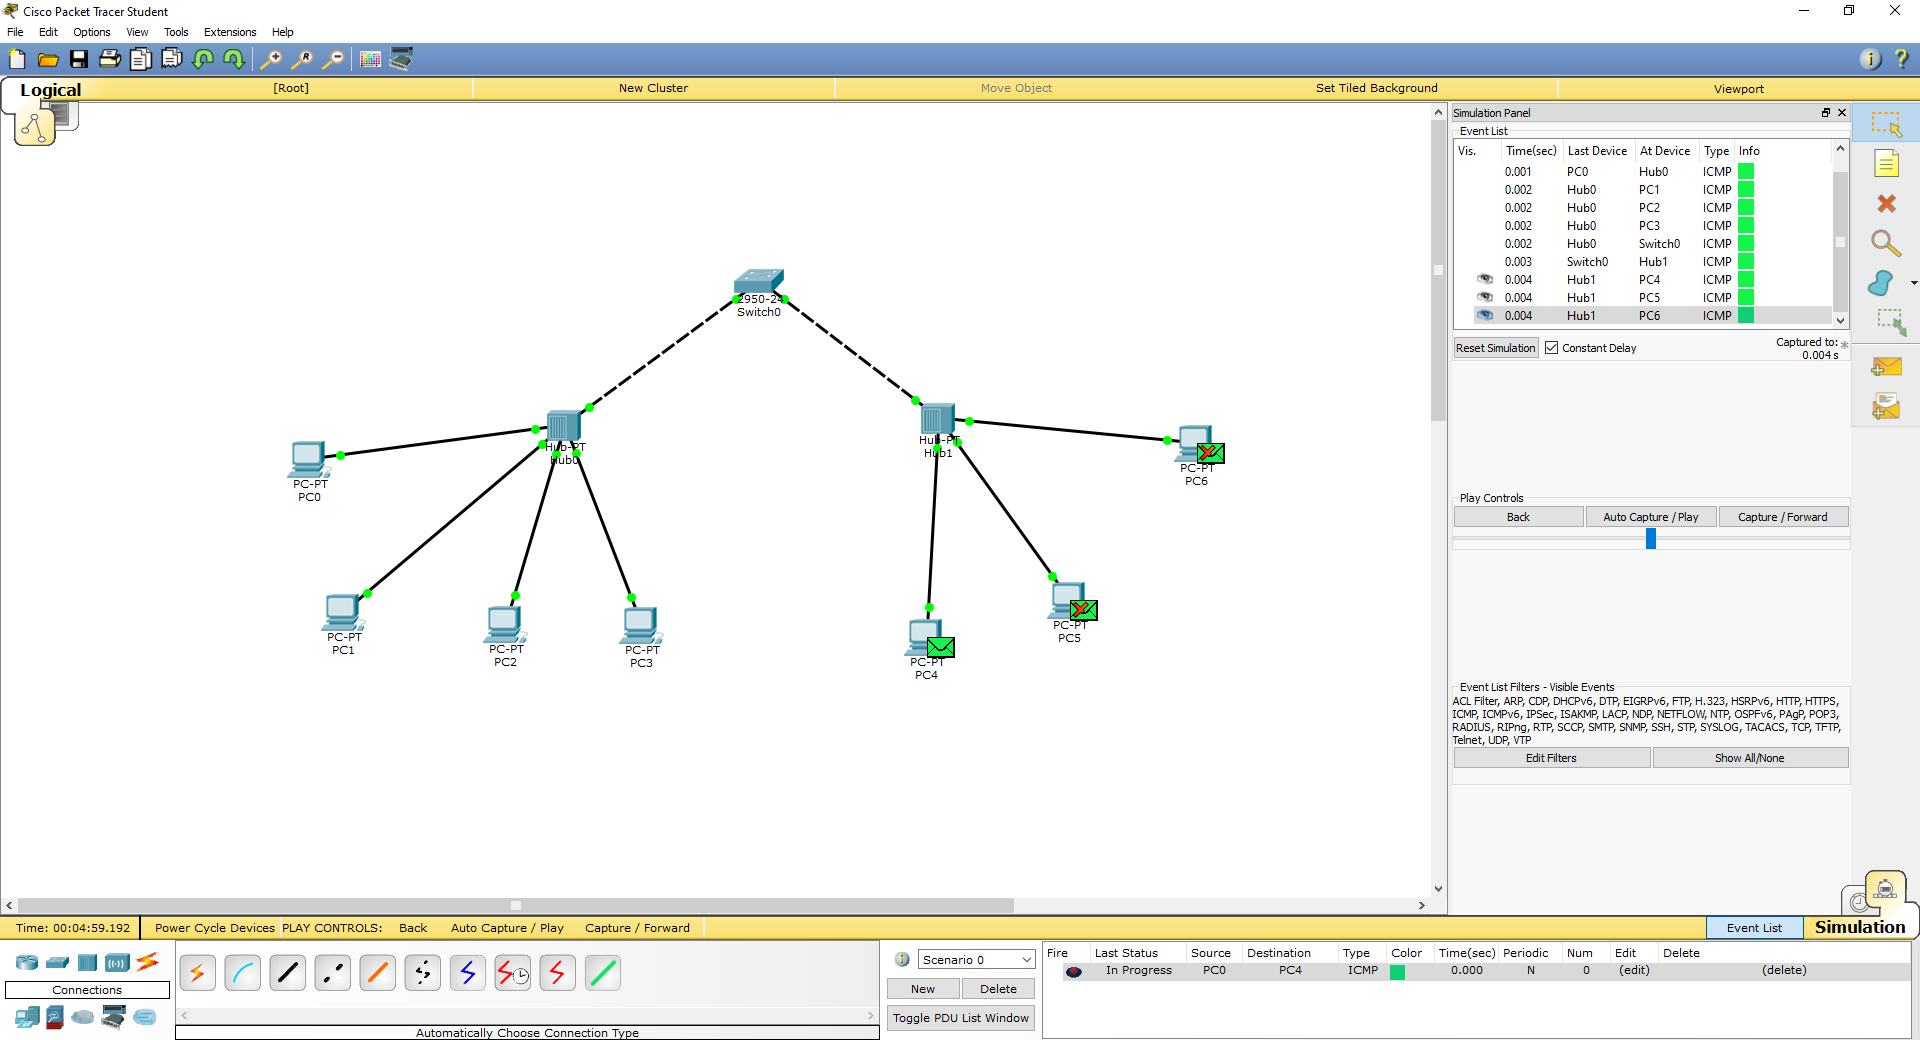 Cisco Packet Tracer Student
File Edit Options View Tools Extensions Help
Logical [Root] New Cluster Move Object Set Tiled Background Viewport
2950-24
Switch0
Hub-PT
Hub0
Hub-PT
Hub1
PC-PT
PC0
PC-PT
PC1
PC-PT
PC2
PC-PT
PC3
PC-PT
PC4
PC-PT
PC5
PC-PT
PC6
Simulation Panel
Event List
Vis. Time(sec) Last Device At Device Type Info
0.001 PC0 Hub0 ICMP
0.002 Hub0 PC1 ICMP
0.002 Hub0 PC2 ICMP
0.002 Hub0 PC3 ICMP
0.002 Hub0 Switch0 ICMP
0.003 Switch0 Hub1 ICMP
0.004 Hub1 PC4 ICMP
0.004 Hub1 PC5 ICMP
0.004 Hub1 PC6 ICMP
Reset Simulation Constant Delay Captured to: *
0.004 s
Play Controls
Back Auto Capture / Play Capture / Forward
Event List Filters - Visible Events
ACL Filter, ARP, CDP, DHCPv6, DTP, EIGRPv6, FTP, H.323, HSRPv6, HTTP, HTTPS,
ICMP, ICMPv6, IPSec, ISAKMP, LACP, NDP, NETFLOW, NTP, OSPFv6, PAgP, POP3,
RADIUS, RIPng, RTP, SCCP, SMTP, SNMP, SSH, STP, SYSLOG, TACACS, TCP, TFTP,
Telnet, UDP, VTP
Edit Filters Show All/None
Time: 00:04:59.192 Power Cycle Devices PLAY CONTROLS: Back Auto Capture / Play Capture / Forward Event List Simulation
Connections
Automatically Choose Connection Type
Scenario 0
New Delete
Toggle PDU List Window
Fire Last Status Source Destination Type Color Time(sec) Periodic Num Edit Delete
In Progress PC0 PC4 ICMP 0.000 N 0 (edit) (delete)